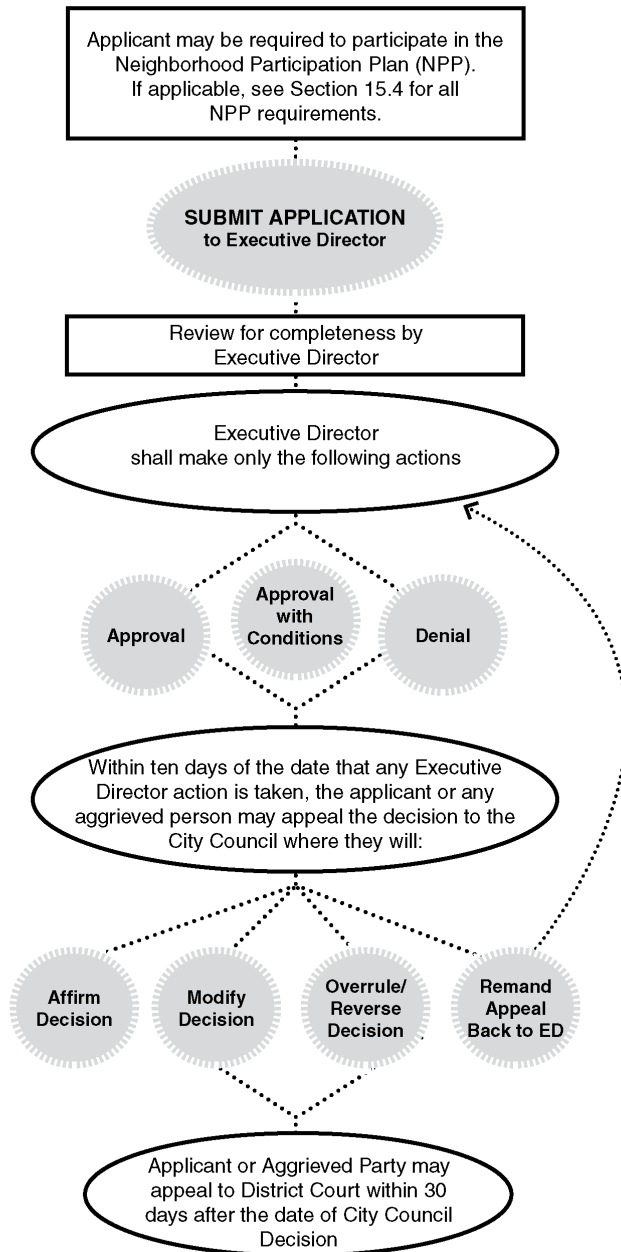 Applicant may be required to participate in the
Neighborhood Participation Plan (NPP).
If applicable, see Section 15.4 for all
NPP requirements.
SUBMIT APPLICATION
to Executive Director
Review for completeness by
Executive Director
Executive Director
shall make only the following actions
Approval
Approval
with
Conditions
Denial
Within ten days of the date that any Executive
Director action is taken, the applicant or any
aggrieved person may appeal the decision to the
City Council where they will:
Affirm
Decision
Modify
Decision
Overrule/
Reverse
Decision
Remand
Appeal
Back to ED
Applicant or Aggrieved Party may
appeal to District Court within 30
days after the date of City Council
Decision